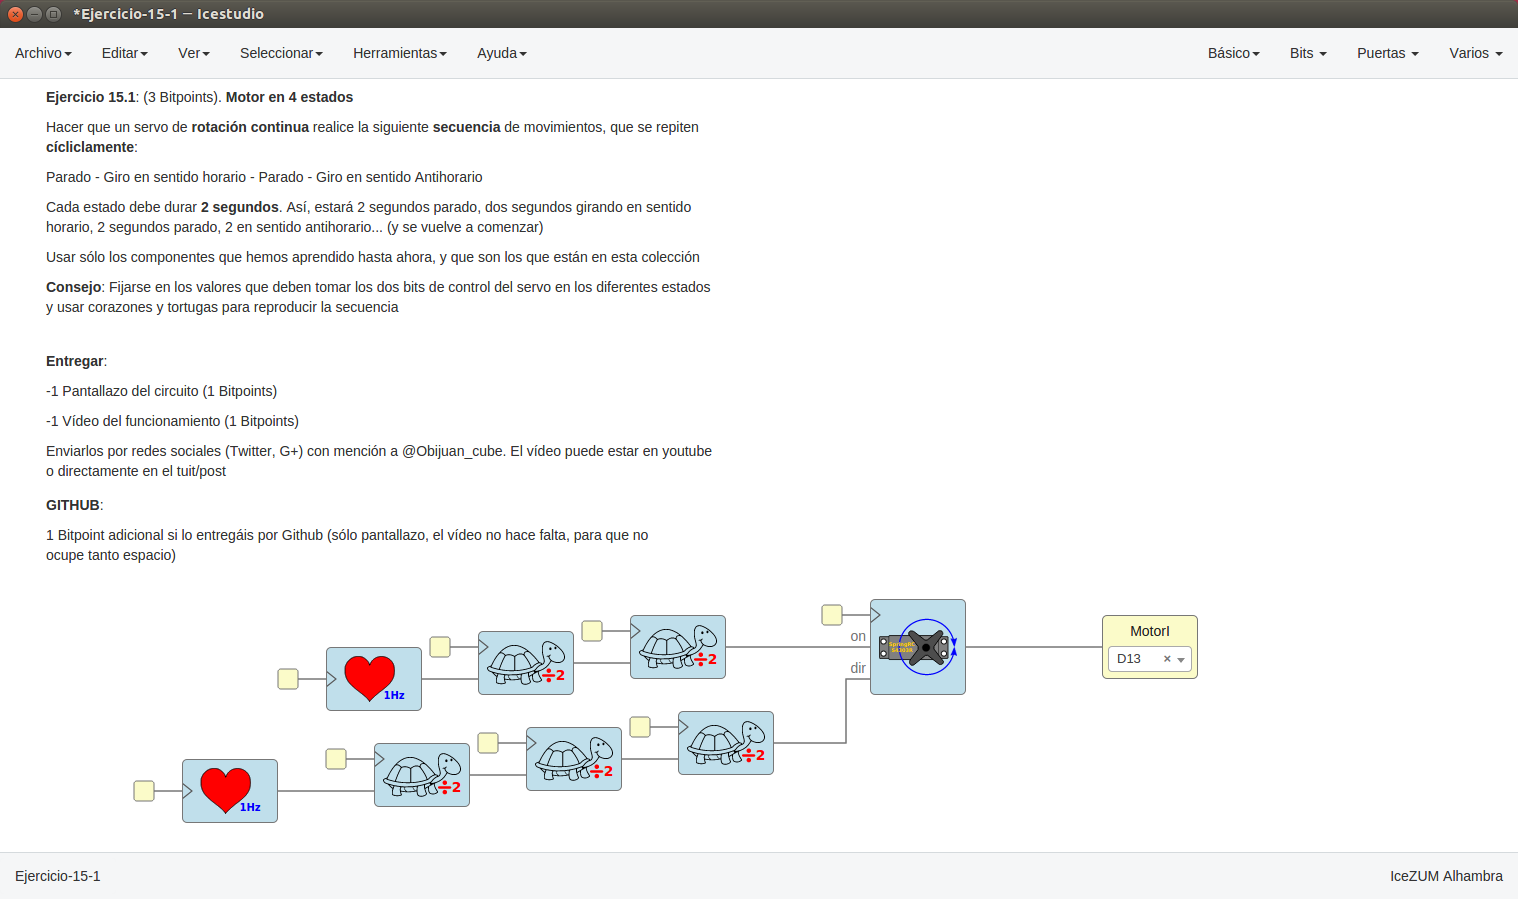 *Ejercicio-15-1 — Icestudio
Archivo Editar Ver Seleccionar Herramientas Ayuda Básico Bits Puertas Varios
Ejercicio 15.1: (3 Bitpoints). Motor en 4 estados
Hacer que un servo de rotación continua realice la siguiente secuencia de movimientos, que se repiten
cícliclamente:
Parado - Giro en sentido horario - Parado - Giro en sentido Antihorario
Cada estado debe durar 2 segundos. Así, estará 2 segundos parado, dos segundos girando en sentido
horario, 2 segundos parado, 2 en sentido antihorario... (y se vuelve a comenzar)
Usar sólo los componentes que hemos aprendido hasta ahora, y que son los que están en esta colección
Consejo: Fijarse en los valores que deben tomar los dos bits de control del servo en los diferentes estados
y usar corazones y tortugas para reproducir la secuencia
Entregar:
-1 Pantallazo del circuito (1 Bitpoints)
-1 Vídeo del funcionamiento (1 Bitpoints)
Enviarlos por redes sociales (Twitter, G+) con mención a @Obijuan_cube. El vídeo puede estar en youtube
o directamente en el tuit/post
GITHUB:
1 Bitpoint adicional si lo entregáis por Github (sólo pantallazo, el vídeo no hace falta, para que no
ocupe tanto espacio)
1Hz
÷2
÷2
on
dir
MotorI
D13 ×
1Hz
÷2
÷2
÷2
Ejercicio-15-1 IceZUM Alhambra